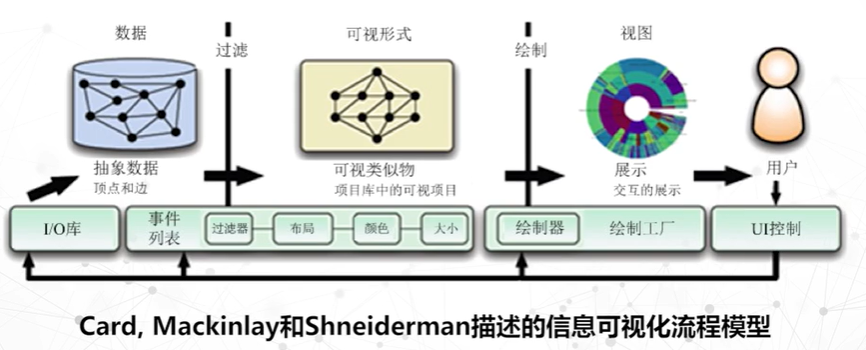 数据
过滤
可视形式
绘制
视图
抽象数据
顶点和边
可视类似物
项目库中的可视项目
展示
交互的展示
用户
I/O库
事件
列表
过滤器
布局
颜色
大小
绘制器
绘制工厂
UI控制
Card, Mackinlay和Shneiderman描述的信息可视化流程模型